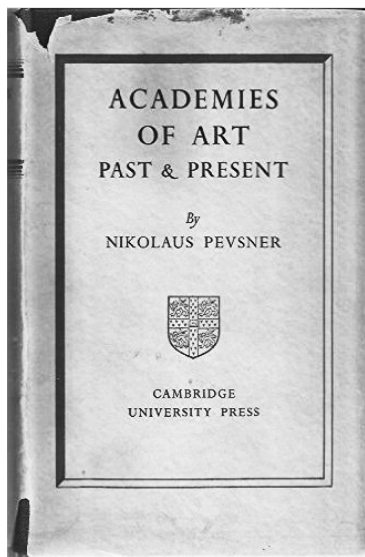 ACADEMIES
OF ART
PAST & PRESENT
By
NIKOLAUS PEVSNER
CAMBRIDGE
UNIVERSITY PRESS